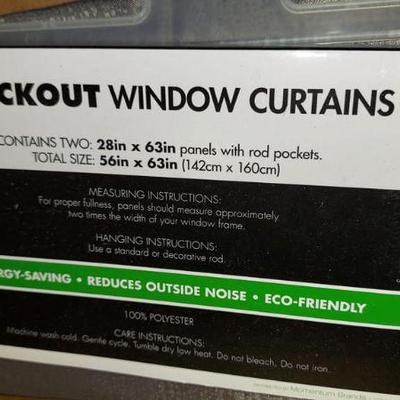 CKOUT WINDOW CURTAINS
CONTAINS TWO: 28in x 63in panels with rod pockets.
TOTAL SIZE: 56in x 63in (142cm x 160cm)
MEASURING INSTRUCTIONS:
For proper fullness, panels should measure approximately
two times the width of your window frame.
HANGING INSTRUCTIONS:
Use a standard or decorative rod.
RGY-SAVING • REDUCES OUTSIDE NOISE • ECO-FRIENDLY
100% POLYESTER
CARE INSTRUCTIONS:
Machine wash cold. Gentle cycle. Tumble dry low heat. Do not bleach. Do not iron.
Momentum Brands